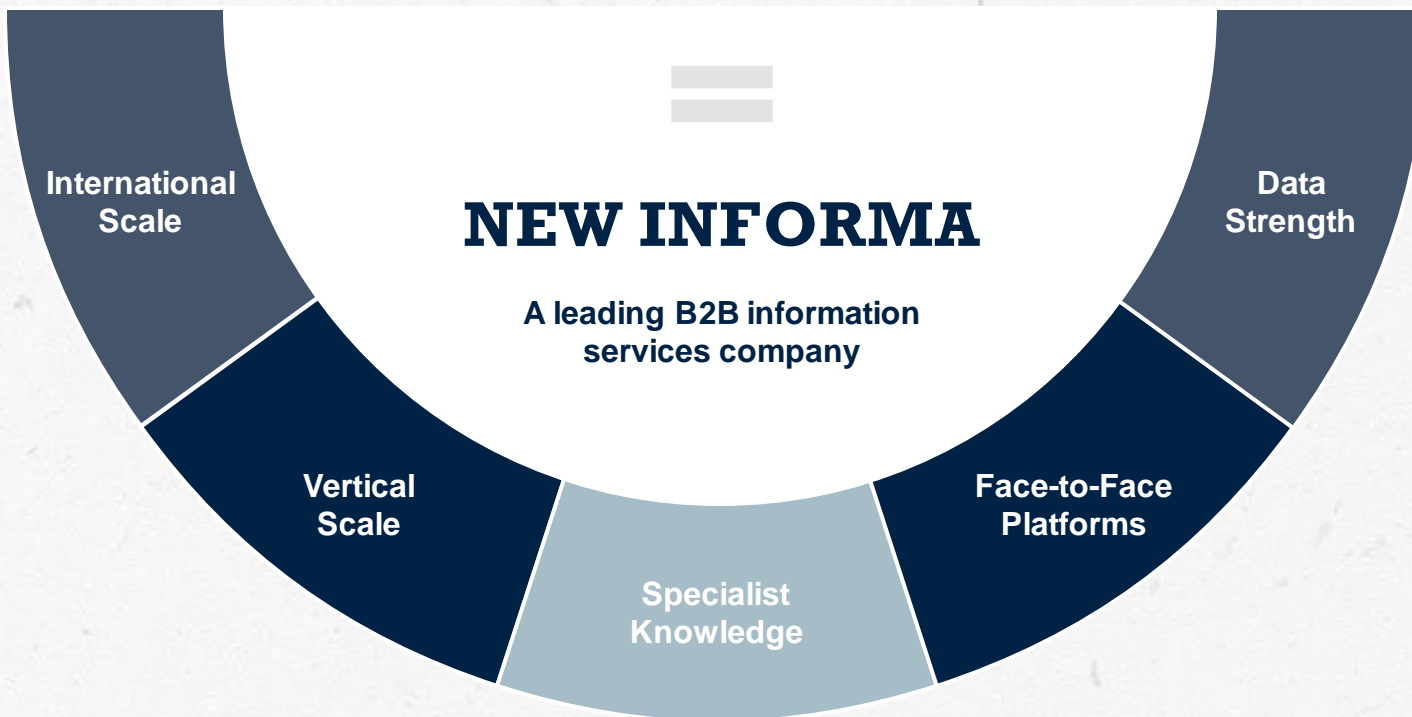 NEW INFORMA
A leading B2B information
services company
International
Scale
Vertical
Scale
Specialist
Knowledge
Face-to-Face
Platforms
Data
Strength